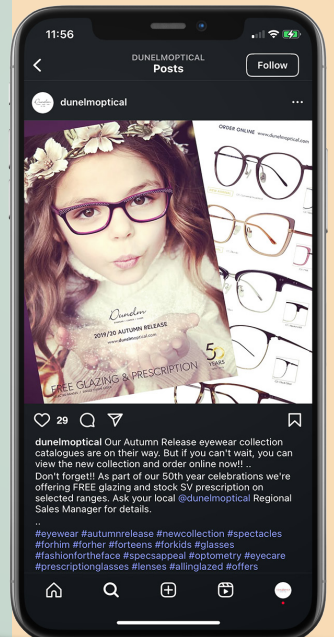 11:56
DUNELMOPTICAL
Posts
Follow
dunelmoptical
ORDER ONLINE www.dunelmoptical.com
Dunelm
2019/20 AUTUMN RELEASE
www.dunelmoptical.com
50
YEARS
FREE GLAZING & PRESCRIPTION
29
dunelmoptical Our Autumn Release eyewear collection
catalogues are on their way. But if you can't wait, you can
view the new collection and order online now!! ..
Don't forget!! As part of our 50th year celebrations we're
offering FREE glazing and stock SV prescription on
selected ranges. Ask your local @dunelmoptical Regional
Sales Manager for details.
..
#eyewear #autumnrelease #newcollection #spectacles
#forhim #forher #forteens #forkids #glasses
#fashionfortheface #specsappeal #optometry #eyecare
#prescriptionglasses #lenses #allinglazed #offers